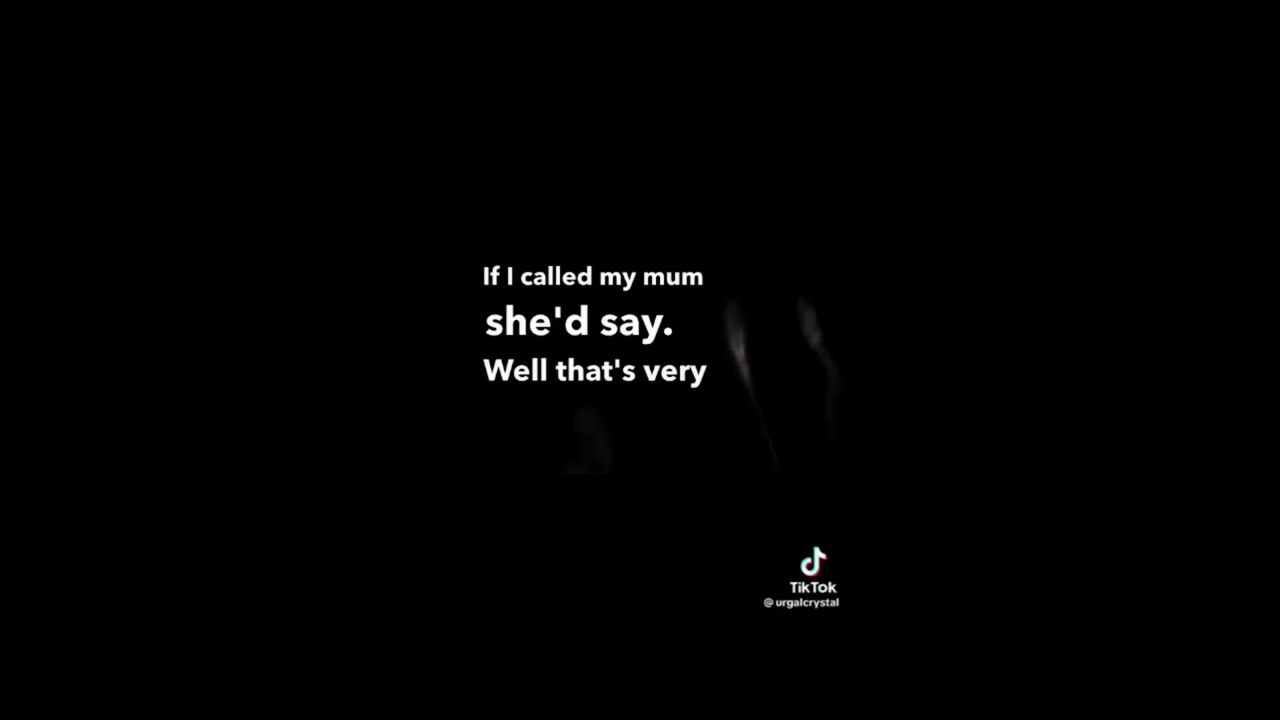 If I called my mum
she'd say.
Well that's very
TikTok
@urgalcrystal